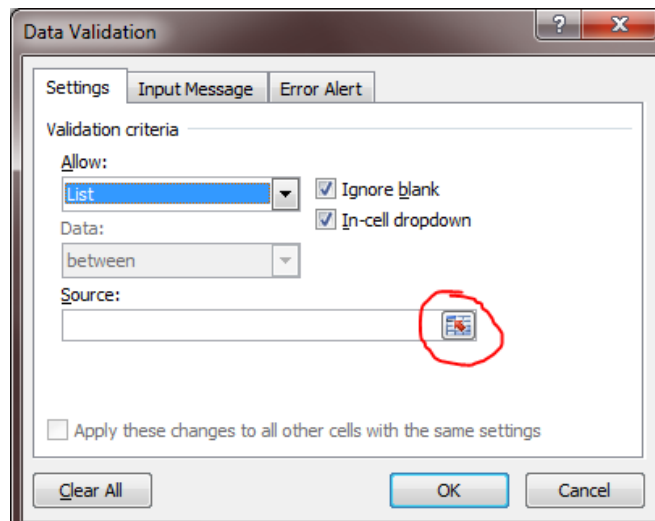 Data Validation
Settings Input Message Error Alert
Validation criteria
Allow:
List
Ignore blank
Data:
In-cell dropdown
between
Source:
Apply these changes to all other cells with the same settings
Clear All OK Cancel